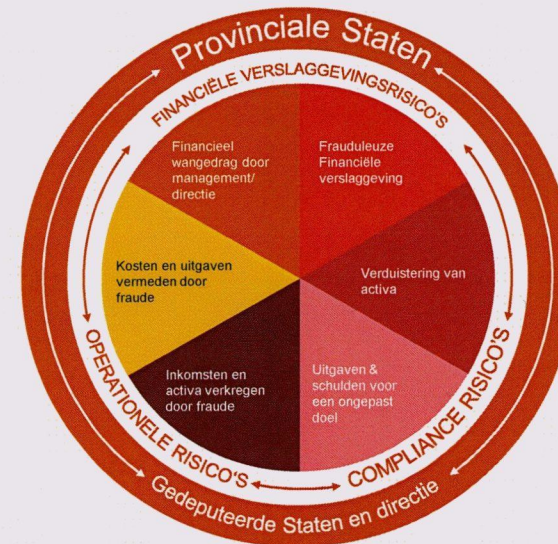 Provinciale Staten
FINANCIËLE VERSLAGGEVINGSRISICO'S
Financieel
wangedrag door
management/
directie
Frauduleuze
Financiële
verslaggeving
Kosten en uitgaven
vermeden door
fraude
Verduistering van
activa
Inkomsten en
activa verkregen
door fraude
Uitgaven &
schulden voor
een ongepast
doel
OPERATIONELE RISICO'S
COMPLIANCE RISICO'S
Gedeputeerde Staten en directie